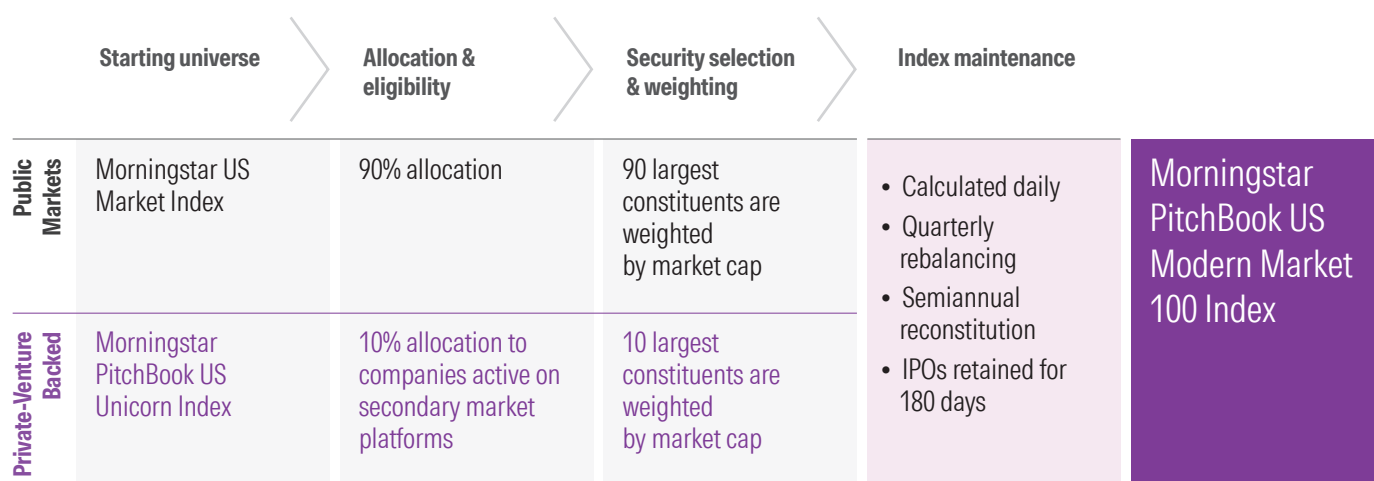 Starting universe
Allocation &
eligibility
Security selection
& weighting
Index maintenance
Public
Markets
Morningstar US
Market Index
90% allocation
90 largest
constituents are
weighted
by market cap
Private-Venture
Backed
Morningstar
PitchBook US
Unicorn Index
10% allocation to
companies active on
secondary market
platforms
10 largest
constituents are
weighted
by market cap
• Calculated daily
• Quarterly
rebalancing
• Semiannual
reconstitution
• IPOs retained for
180 days
Morningstar
PitchBook US
Modern Market
100 Index